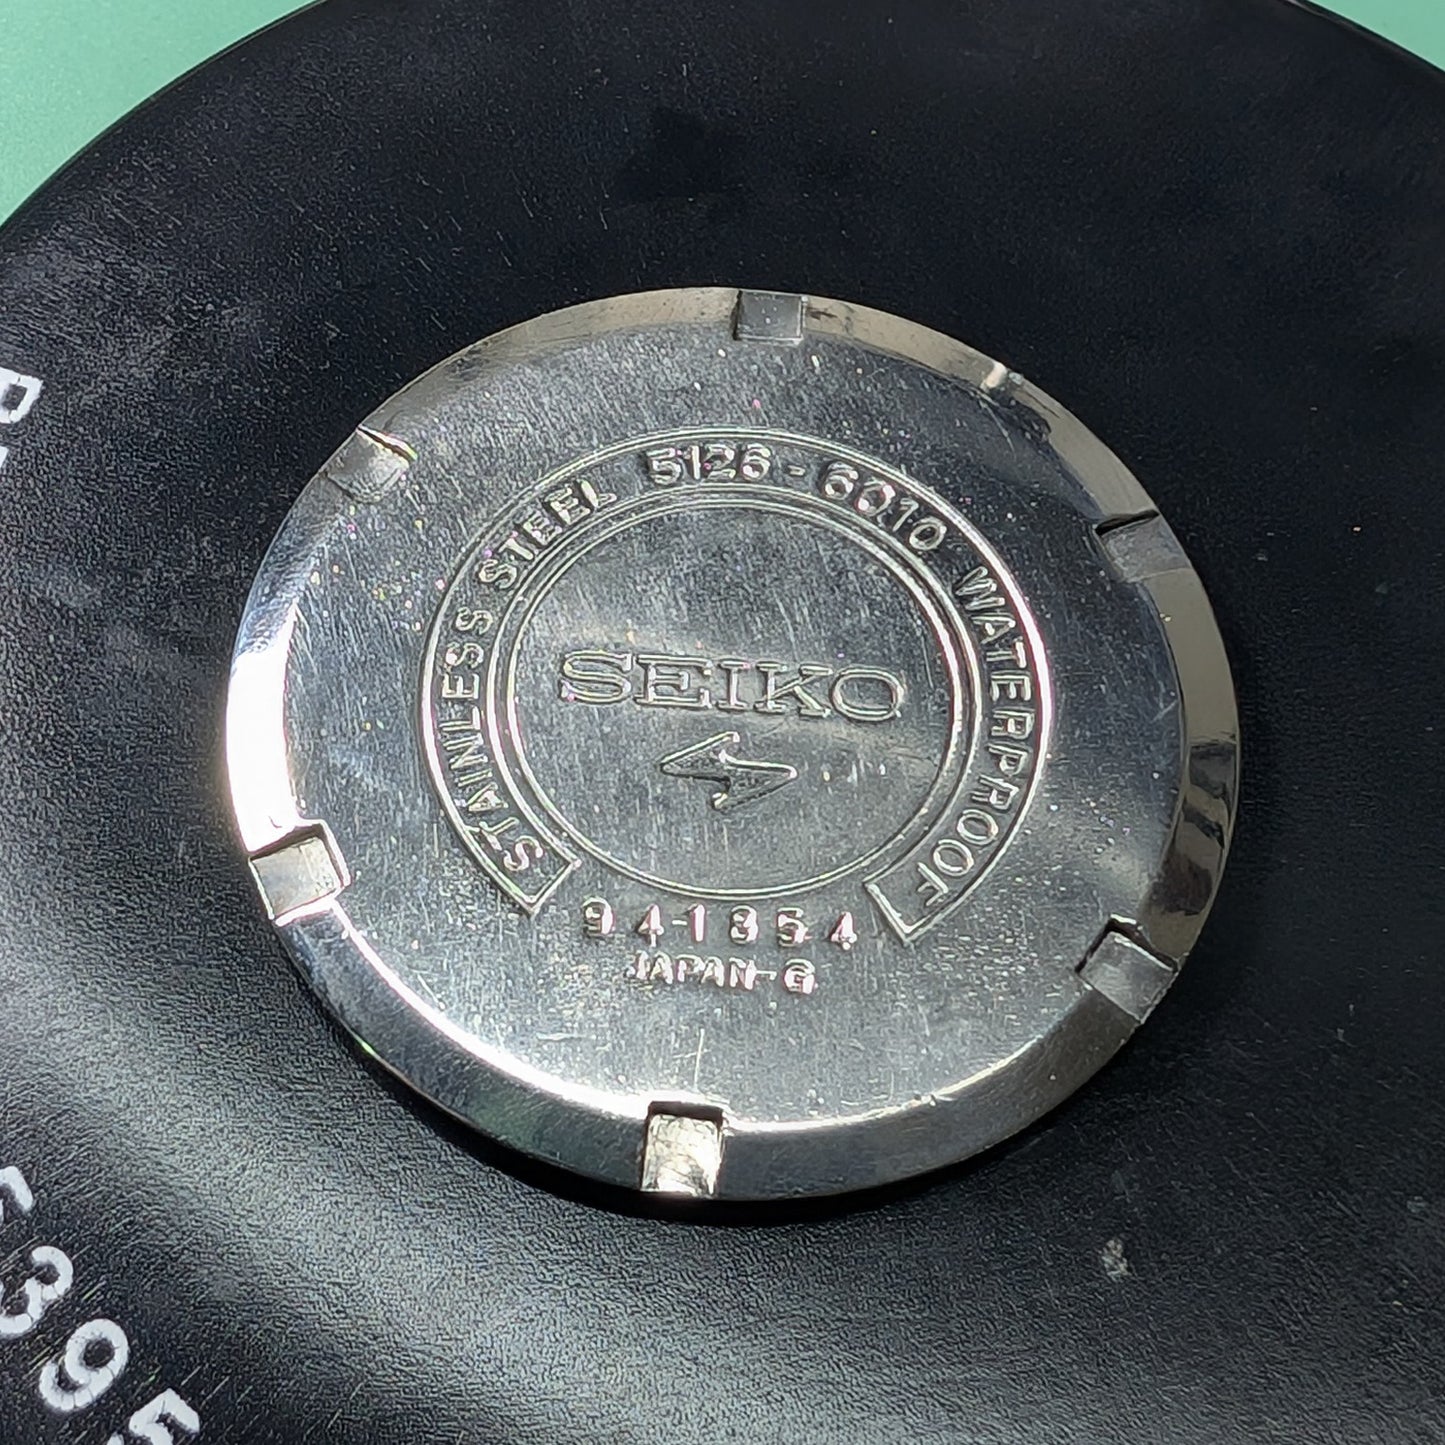 STAINLESS STEEL 5126-6010 WATERPROOF
SEIKO
941354
JAPAN-G